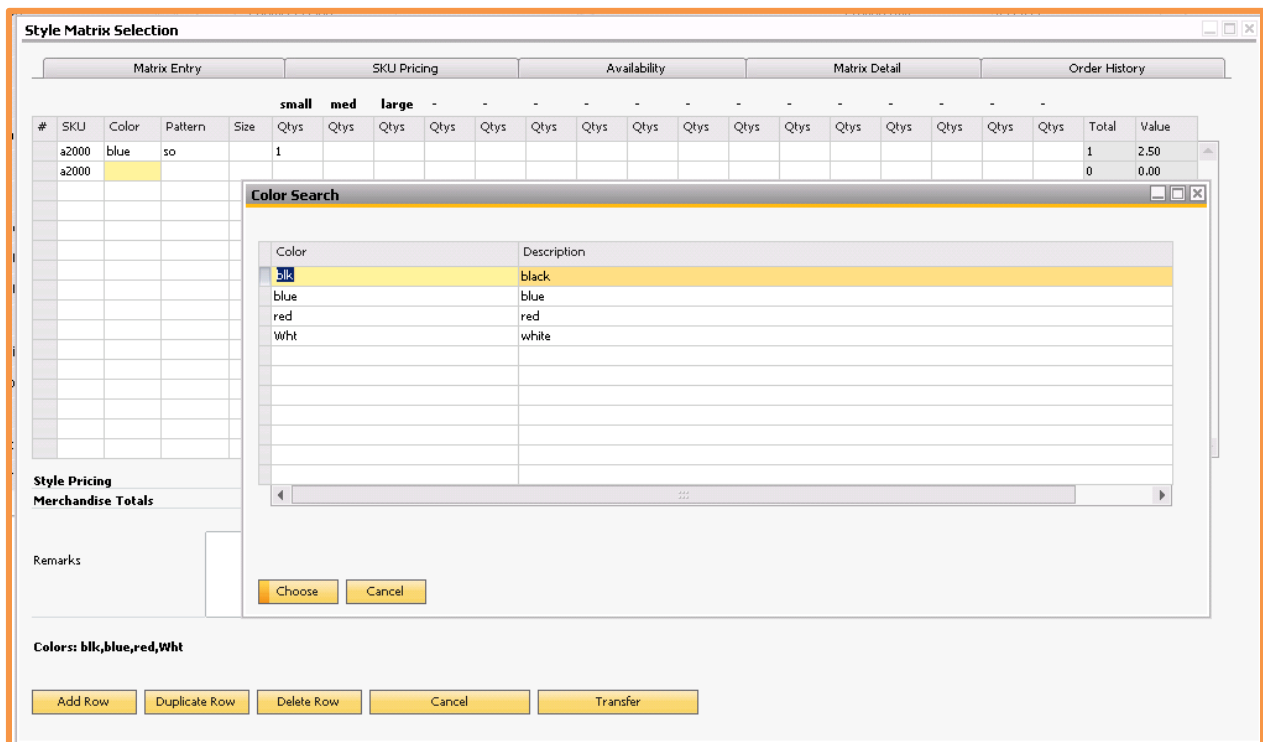 Style Matrix Selection
Matrix Entry SKU Pricing Availability Matrix Detail Order History
small med large - - - - - - - - - - - - -
# SKU Color Pattern Size Qtys Qtys Qtys Qtys Qtys Qtys Qtys Qtys Qtys Qtys Qtys Qtys Qtys Qtys Qtys Qtys Total Value
a2000 blue so 1 1 2.50
a2000 0 0.00
Color Search
Color Description
blk black
blue blue
red red
Wht white
Style Pricing
Merchandise Totals
Remarks
Choose Cancel
Colors: blk,blue,red,Wht
Add Row Duplicate Row Delete Row Cancel Transfer